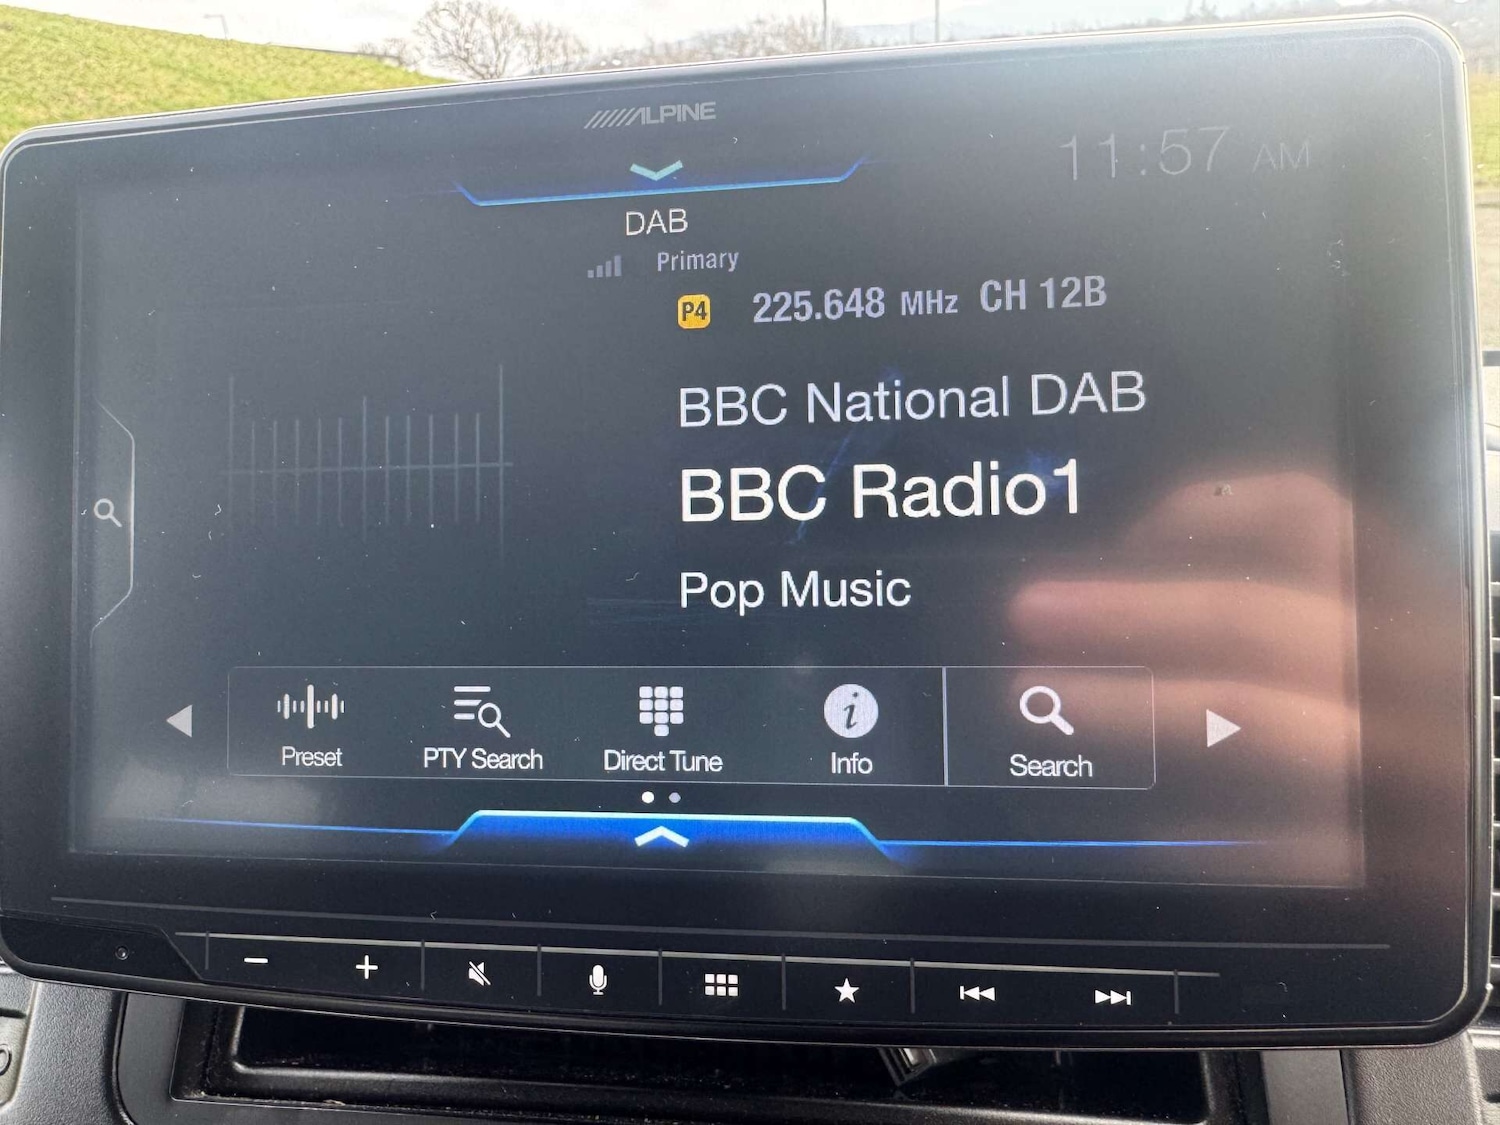 ALPINE
11:57 AM
DAB
Primary
P4 225.648 MHz CH 12B
BBC National DAB
BBC Radio1
Pop Music
Preset PTY Search Direct Tune Info Search